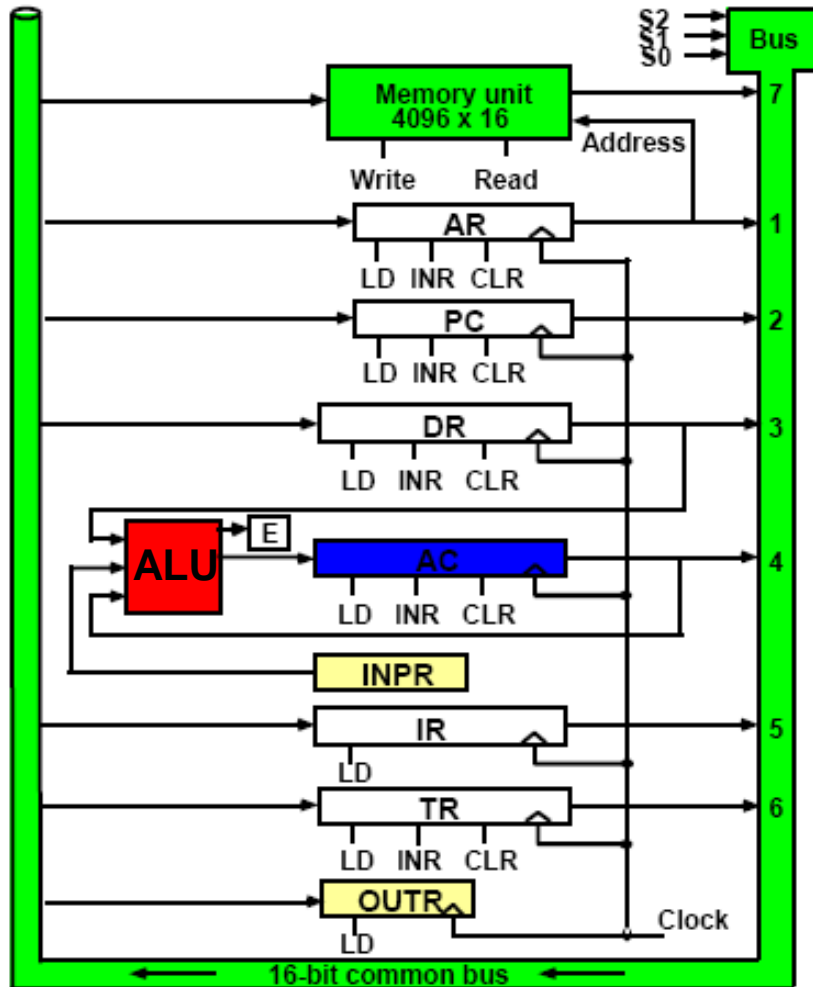 S2
S1
S0
Bus
Memory unit
4096 x 16
7
Address
Write Read
AR
1
LD INR CLR
PC
2
LD INR CLR
DR
3
LD INR CLR
E
ALU
AC
4
LD INR CLR
INPR
IR
5
LD
TR
6
LD INR CLR
OUTR
Clock
LD
16-bit common bus